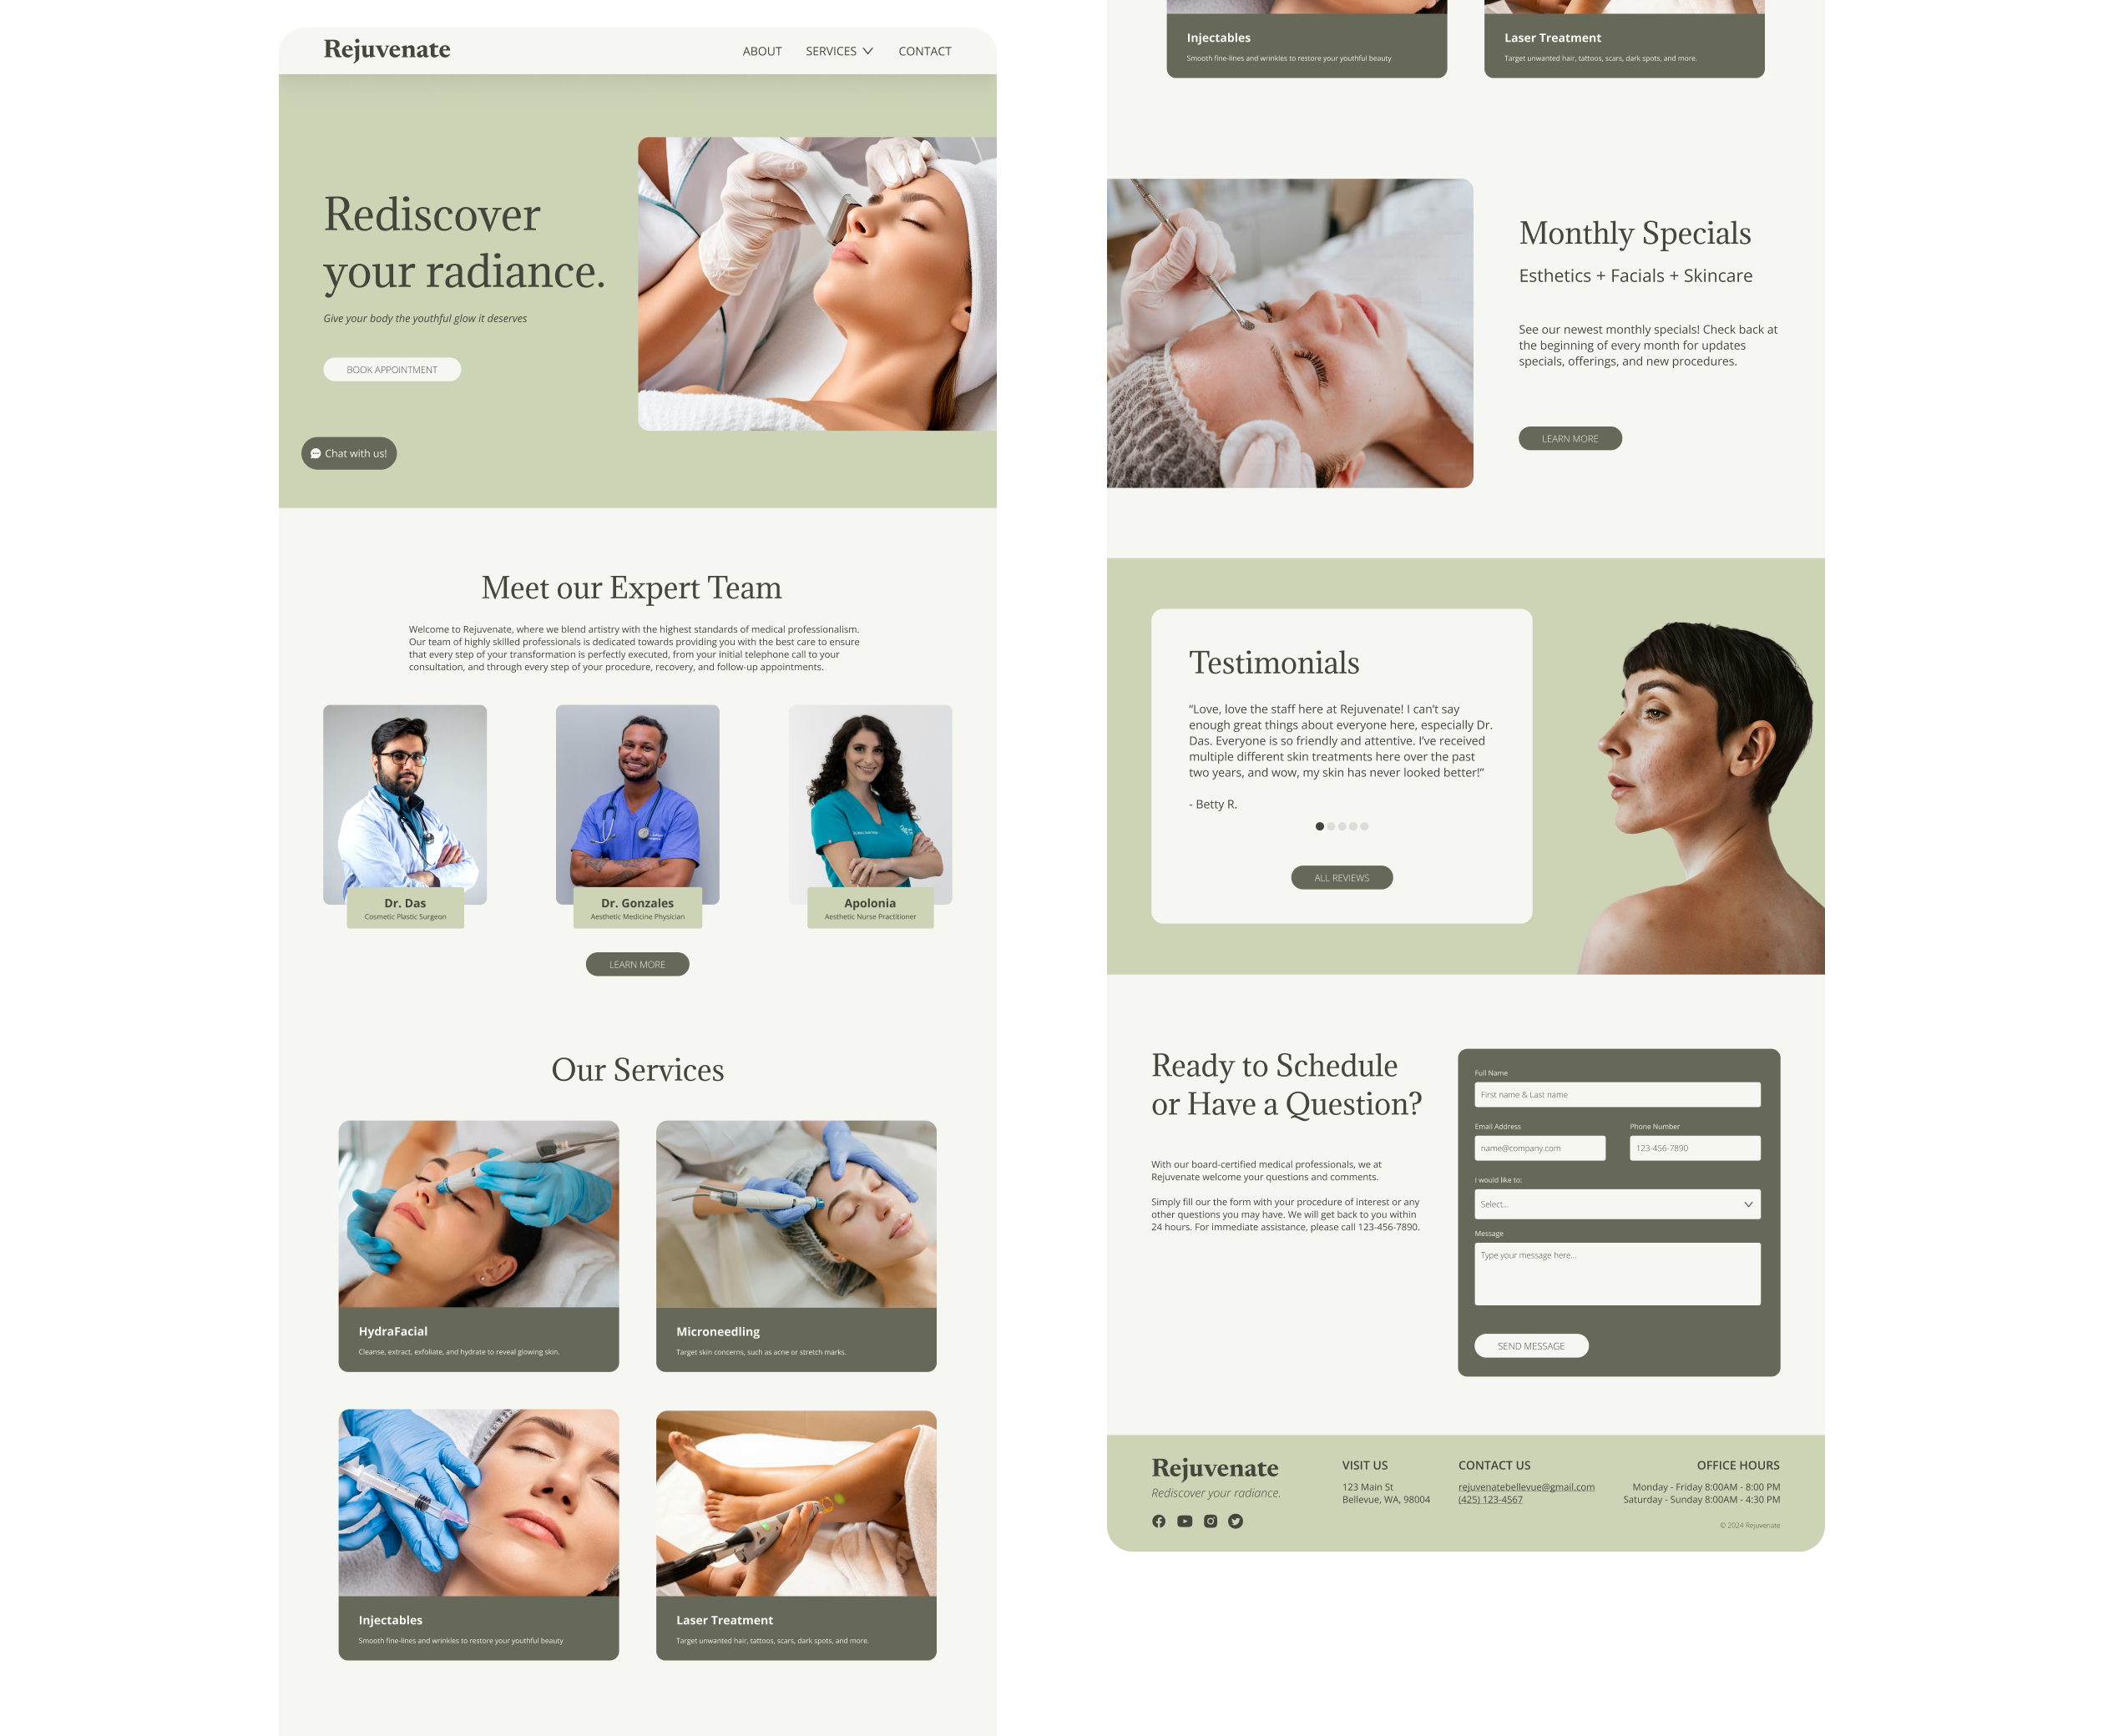 Rejuvenate
ABOUT
SERVICES
CONTACT
Rediscover
your radiance.
Give your body the youthful glow it deserves
BOOK APPOINTMENT
Chat with us!
Meet our Expert Team
Welcome to Rejuvenate, where we blend artistry with the highest standards of medical professionalism.
Our team of highly skilled professionals is dedicated towards providing you with the best care to ensure
that every step of your transformation is perfectly executed, from your initial telephone call to your
consultation, and through every step of your procedure, recovery, and follow-up appointments.
Dr. Das
Cosmetic Plastic Surgeon
Dr. Gonzales
Aesthetic Medicine Physician
Apolonia
Aesthetic Nurse Practitioner
LEARN MORE
Our Services
HydraFacial
Cleanse, extract, exfoliate, and hydrate to reveal glowing skin.
Microneedling
Target skin concerns, such as acne or stretch marks.
Injectables
Smooth fine-lines and wrinkles to restore your youthful beauty
Laser Treatment
Target unwanted hair, tattoos, scars, dark spots, and more.
Injectables
Smooth fine-lines and wrinkles to restore your youthful beauty
Laser Treatment
Target unwanted hair, tattoos, scars, dark spots, and more.
Monthly Specials
Esthetics + Facials + Skincare
See our newest monthly specials! Check back at
the beginning of every month for updates
specials, offerings, and new procedures.
LEARN MORE
Testimonials
“Love, love the staff here at Rejuvenate! I can’t say
enough great things about everyone here, especially Dr.
Das. Everyone is so friendly and attentive. I’ve received
multiple different skin treatments here over the past
two years, and wow, my skin has never looked better!”
- Betty R.
ALL REVIEWS
Ready to Schedule
or Have a Question?
With our board-certified medical professionals, we at
Rejuvenate welcome your questions and comments.
Simply fill our the form with your procedure of interest or any
other questions you may have. We will get back to you within
24 hours. For immediate assistance, please call 123-456-7890.
Full Name
First name & Last name
Email Address
name@company.com
Phone Number
123-456-7890
I would like to:
Select...
Message
Type your message here...
SEND MESSAGE
Rejuvenate
Rediscover your radiance.
VISIT US
123 Main St
Bellevue, WA, 98004
CONTACT US
rejuvenatebellevue@gmail.com
(425) 123-4567
OFFICE HOURS
Monday - Friday 8:00AM - 8:00 PM
Saturday - Sunday 8:00AM - 4:30 PM
© 2024 Rejuvenate